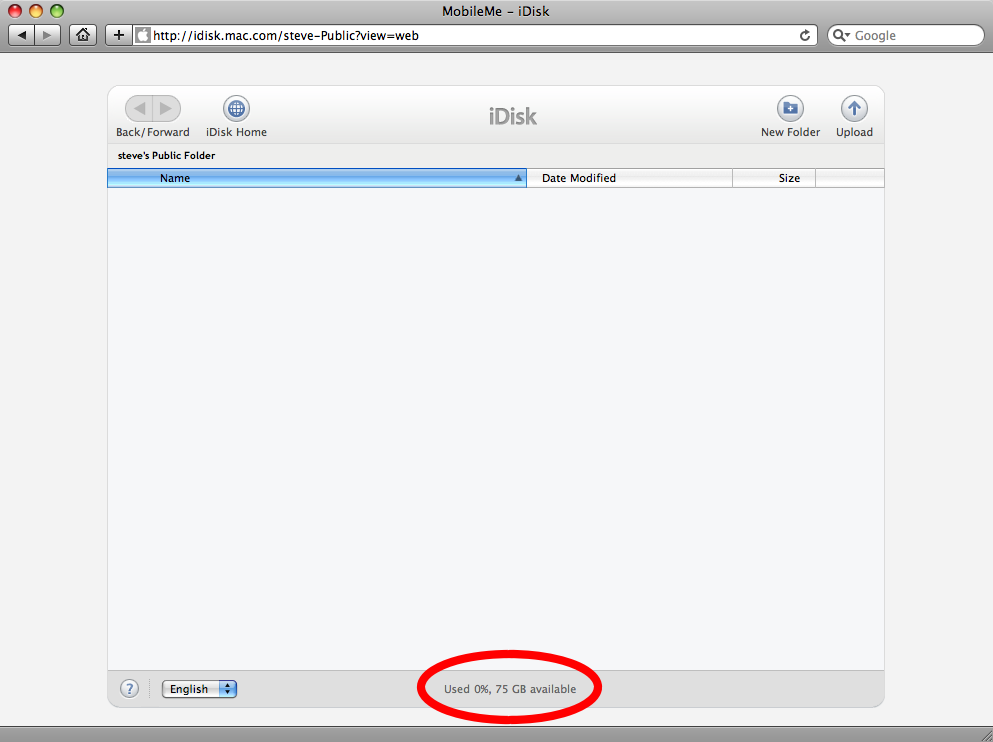 MobileMe – iDisk
http://idisk.mac.com/steve-Public?view=web
Google
iDisk
Back/Forward iDisk Home New Folder Upload
steve's Public Folder
Name Date Modified Size
? English Used 0%, 75 GB available